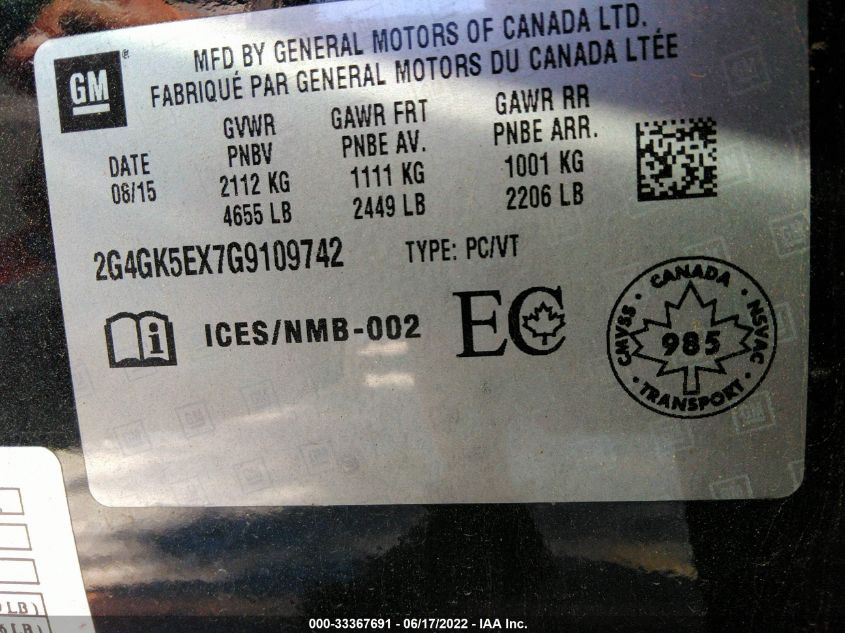 MFD BY GENERAL MOTORS OF CANADA LTD.
FABRIQUÉ PAR GENERAL MOTORS DU CANADA LTÉE
GM
DATE
08/15
GVWR
PNBV
2112 KG
4655 LB
GAWR FRT
PNBE AV.
1111 KG
2449 LB
GAWR RR
PNBE ARR.
1001 KG
2206 LB
2G4GK5EX7G9109742 TYPE: PC/VT
i ICES/NMB-002
EC
CANADA
CMVSS 985 NSVAC
TRANSPORT
LB)
LB)
000-33367691 - 06/17/2022 - IAA Inc.